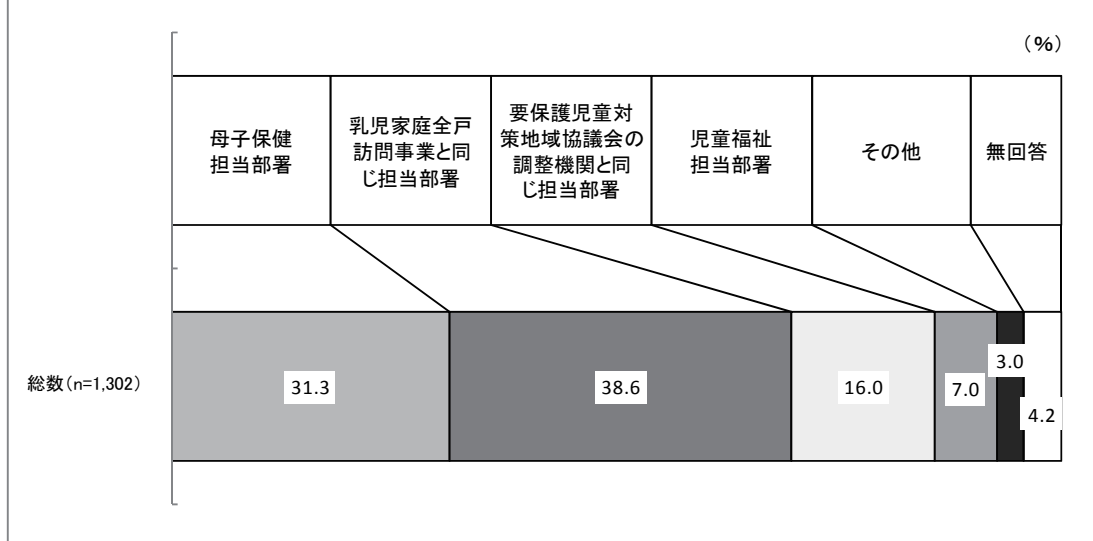 （%）
母子保健
担当部署
乳児家庭全戸
訪問事業と同
じ担当部署
要保護児童対
策地域協議会の
調整機関と同
じ担当部署
児童福祉
担当部署
その他
無回答
総数（n=1,302）
31.3
38.6
16.0
7.0
3.0
4.2